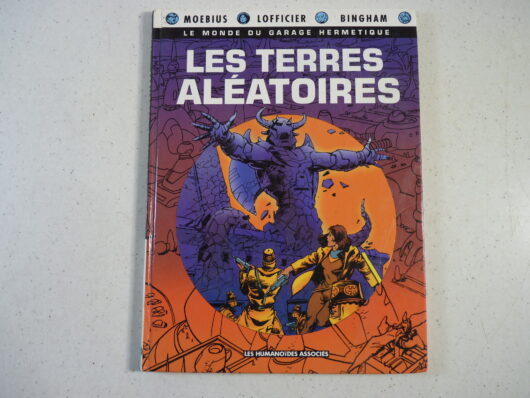 MOEBIUS LOFFICIER BINGHAM
LE MONDE DU GARAGE HERMETIQUE
LES TERRES
ALÉATOIRES
LES HUMANOÏDES ASSOCIÉS